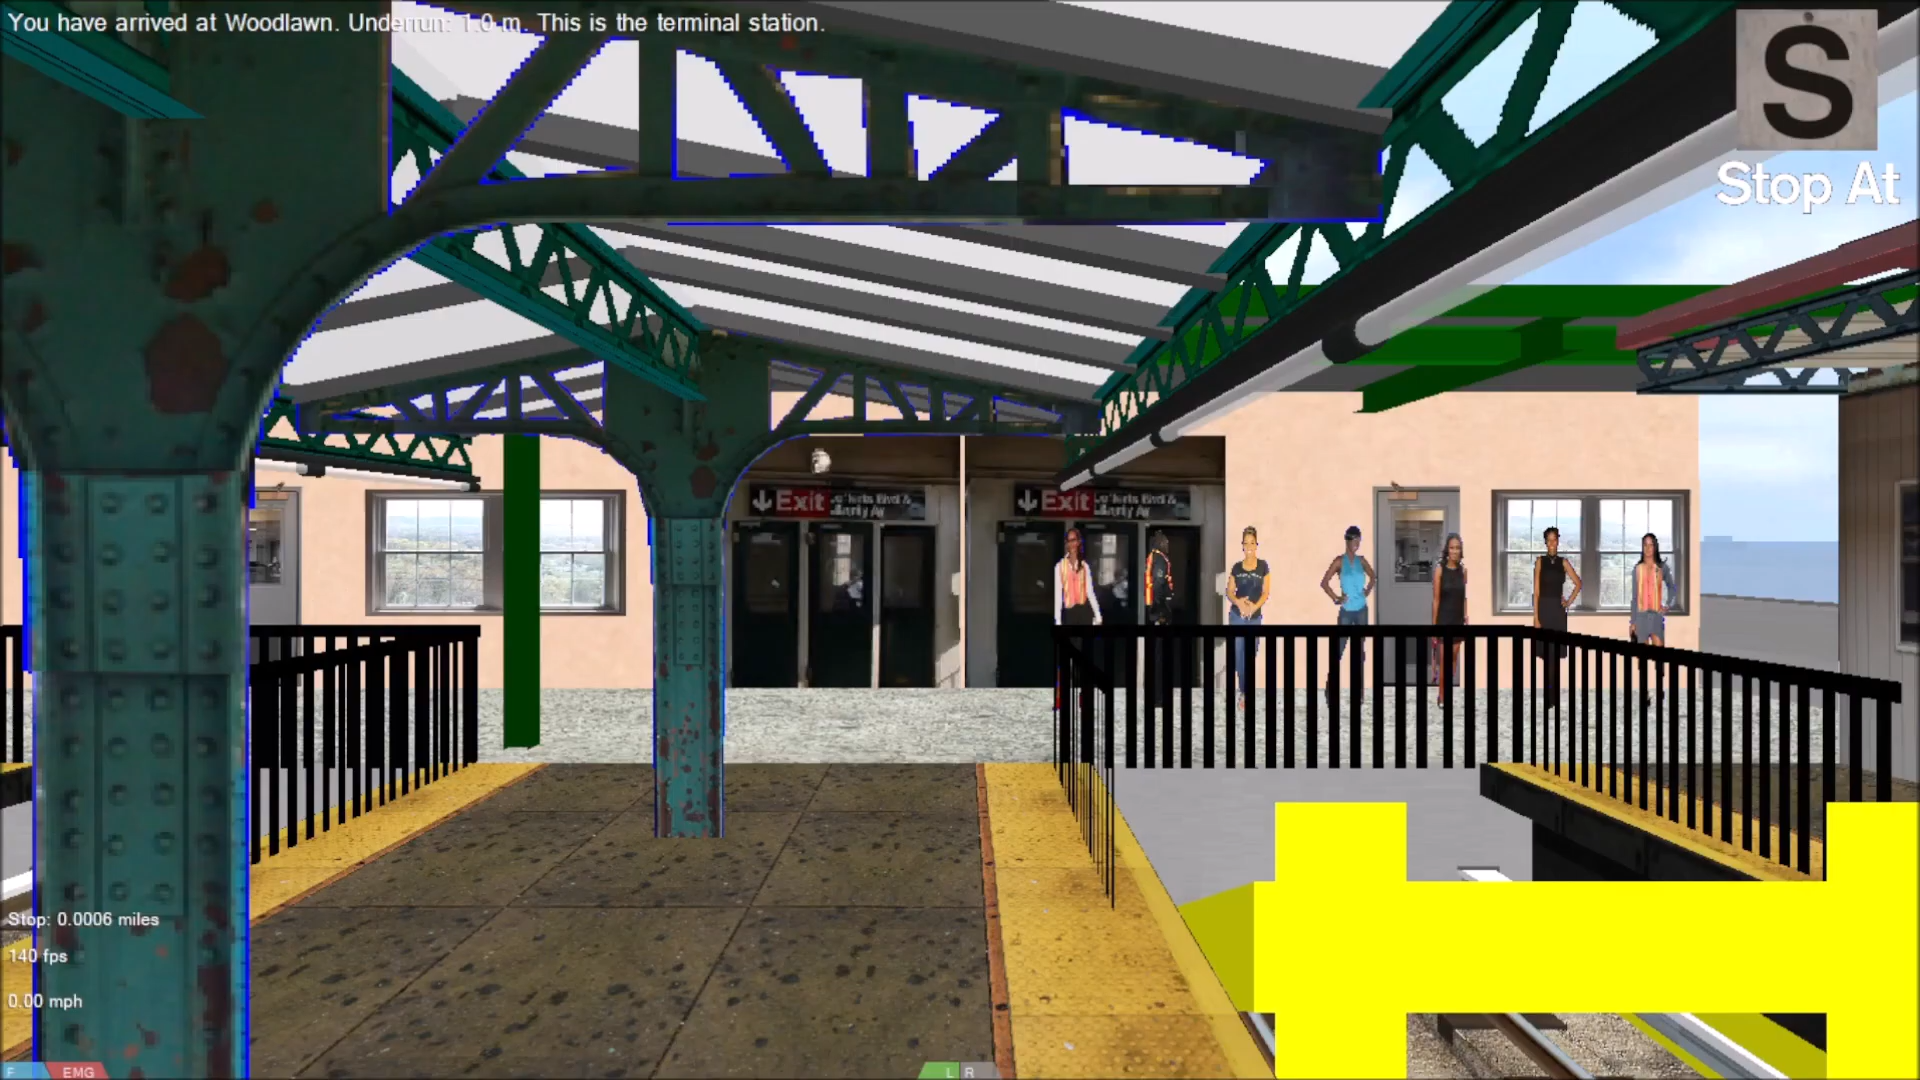 You have arrived at Woodlawn. Underrun: 1.0 m. This is the terminal station.
S
Stop At
Exit
Exit
Stop: 0.0006 miles
140 fps
0.00 mph
F EMG
L R